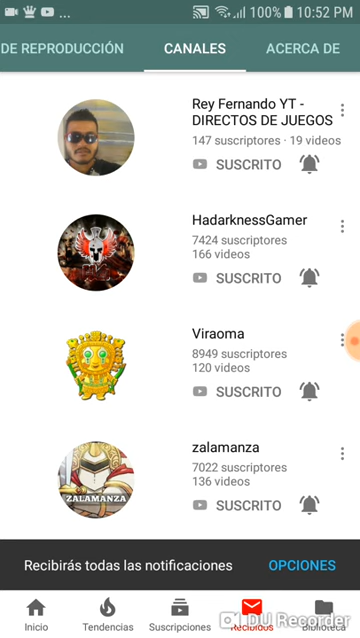 ... 100% 10:52 PM
DE REPRODUCCIÓN CANALES ACERCA DE
Rey Fernando YT -
DIRECTOS DE JUEGOS
147 suscriptores · 19 videos
SUSCRITO
HadarknessGamer
7424 suscriptores
166 videos
SUSCRITO
Viraoma
8949 suscriptores
120 videos
SUSCRITO
zalamanza
7022 suscriptores
136 videos
ZALAMANZA
SUSCRITO
Recibirás todas las notificaciones OPCIONES
DU Recorder
Inicio Tendencias Suscripciones Recibidos Biblioteca